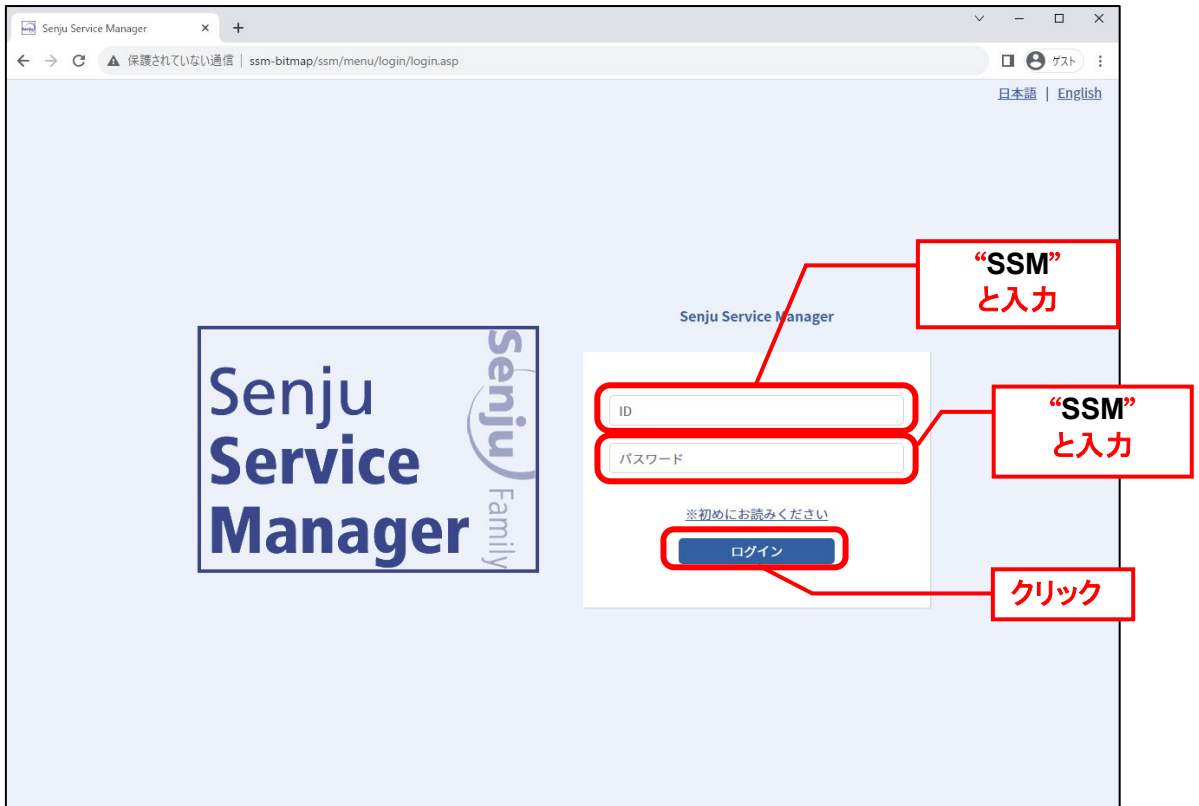 Senju Service Manager
保護されていない通信 | ssm-bitmap/ssm/menu/login/login.asp
ゲスト
日本語 | English
“SSM”
と入力
Senju Service Manager
Senju
Service
Manager
Senju Family
ID
“SSM”
と入力
パスワード
※初めにお読みください
ログイン
クリック